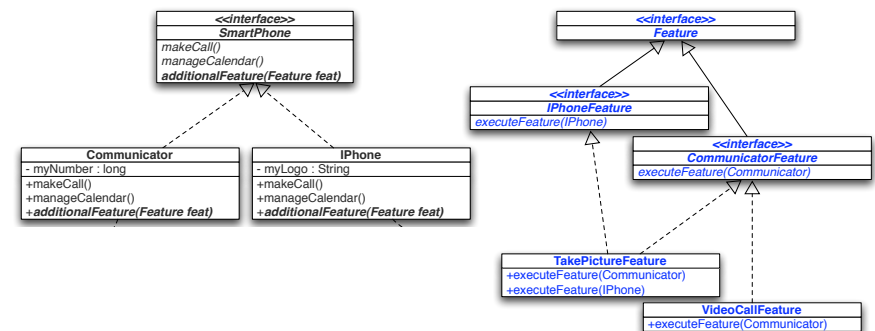 <<interface>>
SmartPhone
makeCall()
manageCalendar()
additionalFeature(Feature feat)
Communicator
- myNumber : long
+makeCall()
+manageCalendar()
+additionalFeature(Feature feat)
IPhone
- myLogo : String
+makeCall()
+manageCalendar()
+additionalFeature(Feature feat)
<<interface>>
Feature
<<interface>>
IPhoneFeature
executeFeature(IPhone)
<<interface>>
CommunicatorFeature
executeFeature(Communicator)
TakePictureFeature
+executeFeature(Communicator)
+executeFeature(IPhone)
VideoCallFeature
+executeFeature(Communicator)